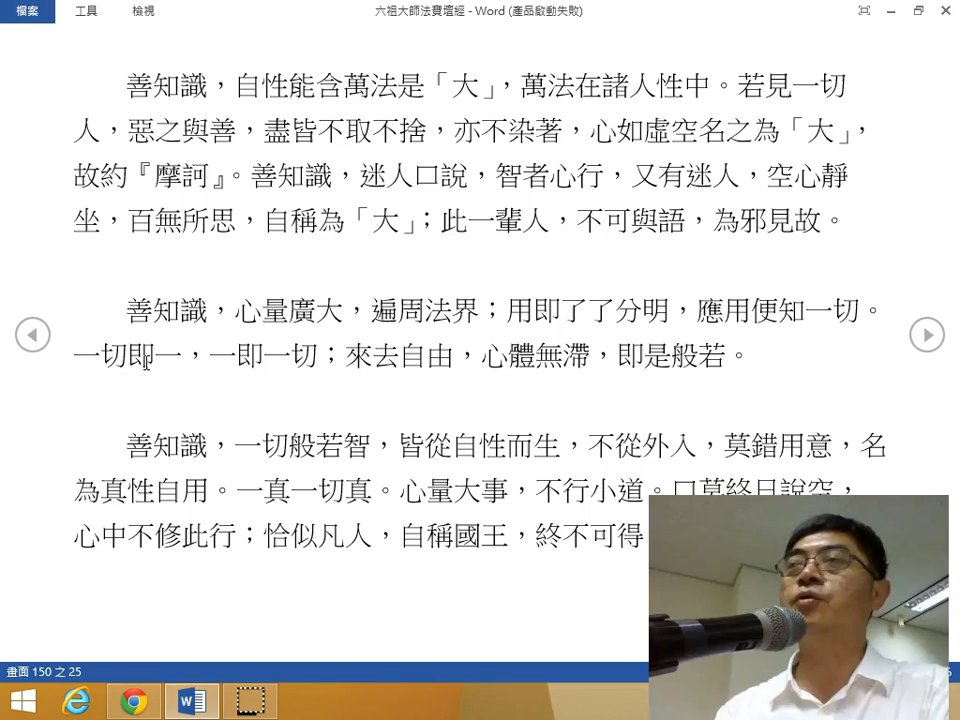 檔案 工具 檢視 六祖大師法寶壇經 - Word (產品啟動失敗)
善知識，自性能含萬法是「大」，萬法在諸人性中。若見一切
人，惡之與善，盡皆不取不捨，亦不染著，心如虛空名之為「大」，
故約『摩訶』。善知識，迷人口說，智者心行，又有迷人，空心靜
坐，百無所思，自稱為「大」；此一輩人，不可與語，為邪見故。
善知識，心量廣大，遍周法界；用即了了分明，應用便知一切。
一切即一，一即一切；來去自由，心體無滯，即是般若。
善知識，一切般若智，皆從自性而生，不從外入，莫錯用意，名
為真性自用。一真一切真。心量大事，不行小道。口莫終日說空，
心中不修此行；恰似凡人，自稱國王，終不可得
畫面 150 之 25